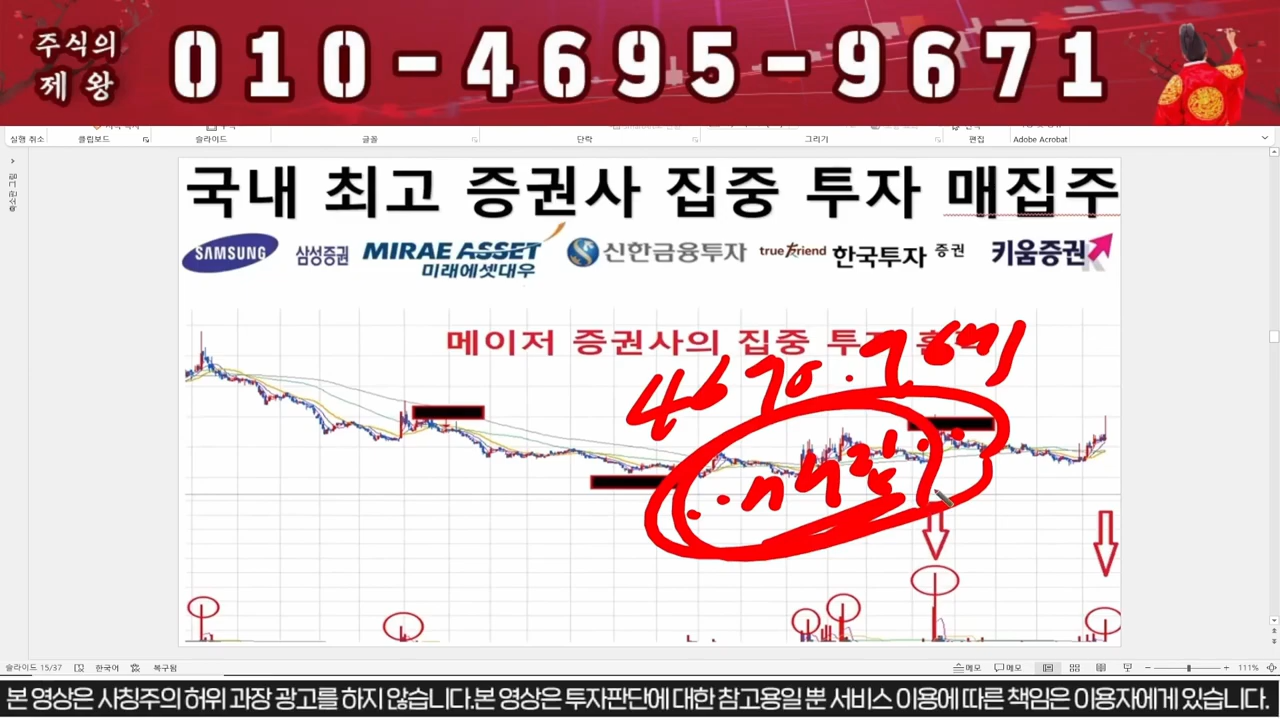 주식의
제 왕
010-4695-9671
실행 취소 클립보드 슬라이드 글꼴 단락 그리기 편집 Adobe Acrobat
국내 최고 증권사 집중 투자 매집주
SAMSUNG 삼성증권 MIRAE ASSET 미래에셋대우 신한금융투자 true friend 한국투자 증권 키움증권
메이저 증권사의 집중 투자
슬라이드 15/37 한국어 복구됨 메모 메모 111%
본 영상은 사칭주의 허위 과장 광고를 하지 않습니다.본 영상은 투자판단에 대한 참고용일 뿐 서비스 이용에 따른 책임은 이용자에게 있습니다.